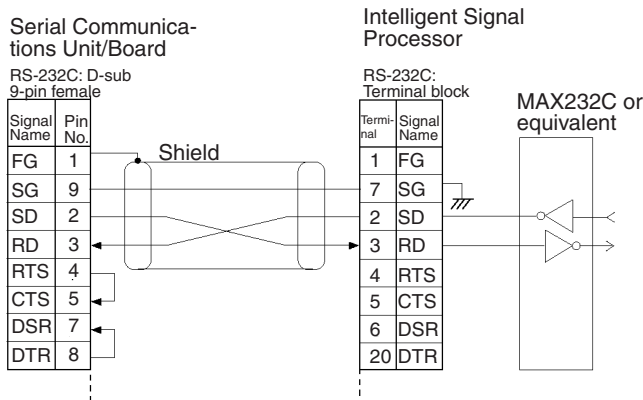 Serial Communica-
tions Unit/Board
RS-232C: D-sub
9-pin female
Signal Name Pin No.
FG 1
SG 9
SD 2
RD 3
RTS 4
CTS 5
DSR 7
DTR 8
Shield
Intelligent Signal
Processor
RS-232C:
Terminal block
Termi-nal Signal Name
1 FG
7 SG
2 SD
3 RD
4 RTS
5 CTS
6 DSR
20 DTR
MAX232C or
equivalent